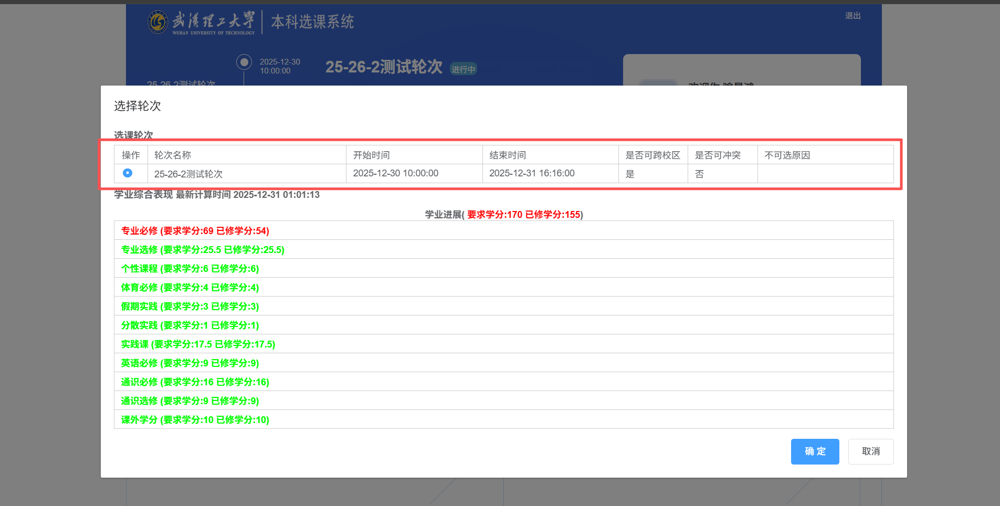 武汉理工大学 本科选课系统
WUHAN UNIVERSITY OF TECHNOLOGY
退出
2025-12-30
10:00:00
25-26-2测试轮次 进行中
25-26-2测试轮次
选择轮次
选课轮次
操作 轮次名称 开始时间 结束时间 是否可跨校区 是否可冲突 不可选原因
25-26-2测试轮次 2025-12-30 10:00:00 2025-12-31 16:16:00 是 否
学业综合表现 最新计算时间 2025-12-31 01:01:13
学业进展( 要求学分:170 已修学分:155)
专业必修 (要求学分:69 已修学分:54)
专业选修 (要求学分:25.5 已修学分:25.5)
个性课程 (要求学分:6 已修学分:6)
体育必修 (要求学分:4 已修学分:4)
假期实践 (要求学分:3 已修学分:3)
分散实践 (要求学分:1 已修学分:1)
实践课 (要求学分:17.5 已修学分:17.5)
英语必修 (要求学分:9 已修学分:9)
通识必修 (要求学分:16 已修学分:16)
通识选修 (要求学分:9 已修学分:9)
课外学分 (要求学分:10 已修学分:10)
确 定 取消